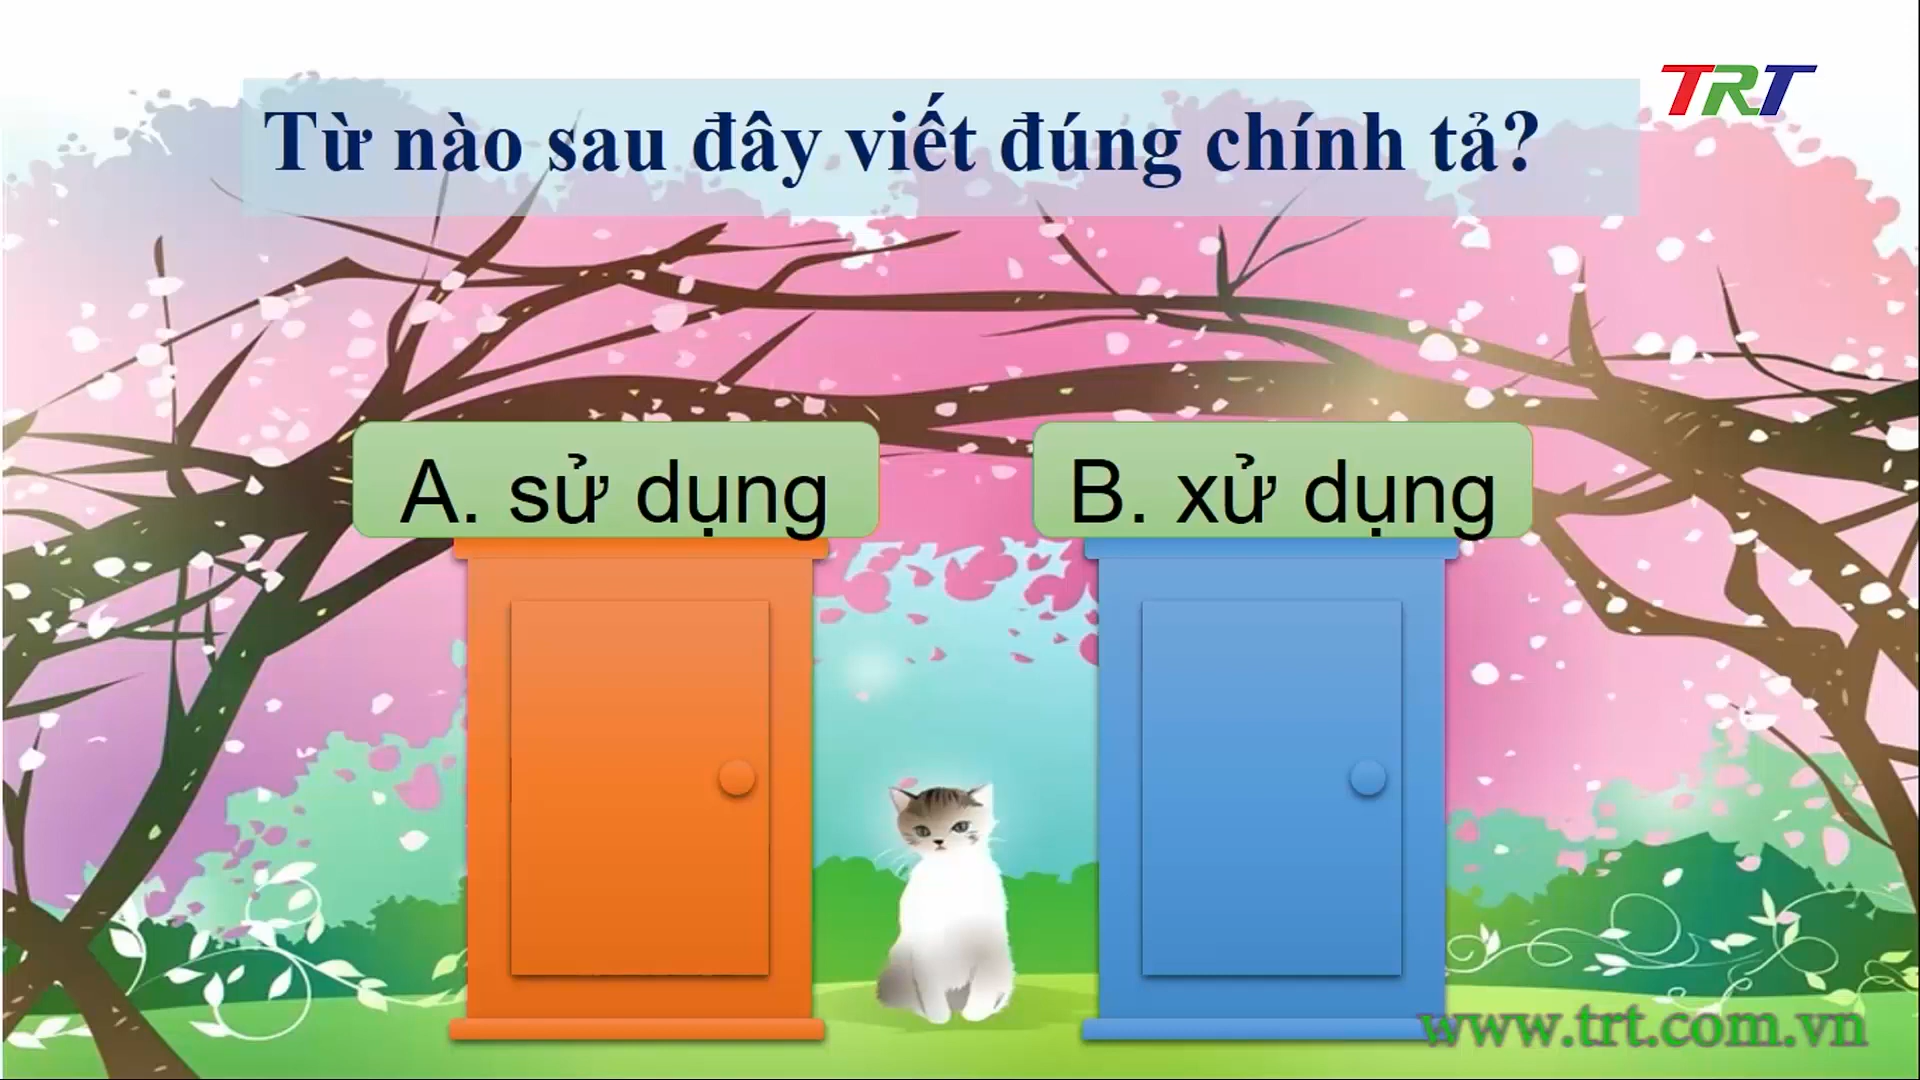 TRT
Từ nào sau đây viết đúng chính tả?
A. sử dụng
B. xử dụng
www.trt.com.vn